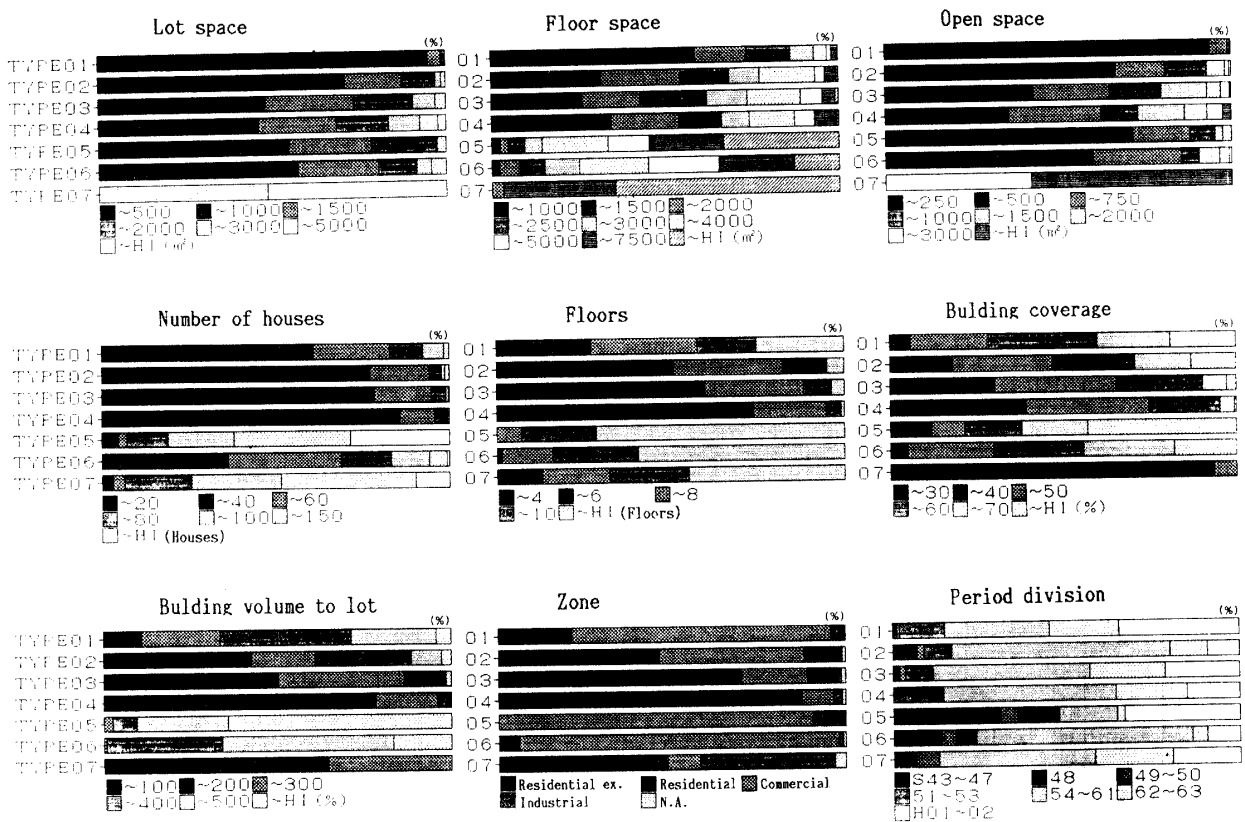 Lot space
(%)
TYPE01
TYPE02
TYPE03
TYPE04
TYPE05
TYPE06
TYPE07
~500 ~1000 ~1500
~2000 ~3000 ~5000
~HI (㎡)
Floor space
(%)
01
02
03
04
05
06
07
~1000 ~1500 ~2000
~2500 ~3000 ~4000
~5000 ~7500 ~HI (㎡)
Open space
(%)
01
02
03
04
05
06
07
~250 ~500 ~750
~1000 ~1500 ~2000
~3000 ~HI (㎡)
Number of houses
(%)
TYPE01
TYPE02
TYPE03
TYPE04
TYPE05
TYPE06
TYPE07
~20 ~40 ~60
~80 ~100 ~150
~HI (Houses)
Floors
(%)
01
02
03
04
05
06
07
~4 ~6 ~8
~10 ~HI (Floors)
Bulding coverage
(%)
01
02
03
04
05
06
07
~30 ~40 ~50
~60 ~70 ~HI (%)
Bulding volume to lot
(%)
TYPE01
TYPE02
TYPE03
TYPE04
TYPE05
TYPE06
TYPE07
~100 ~200 ~300
~400 ~500 ~HI (%)
Zone
(%)
01
02
03
04
05
06
07
Residential ex. Residential Commercial
Industrial N.A.
Period division
(%)
01
02
03
04
05
06
07
S43~47 48 49~50
51~53 54~61 62~63
H01~02